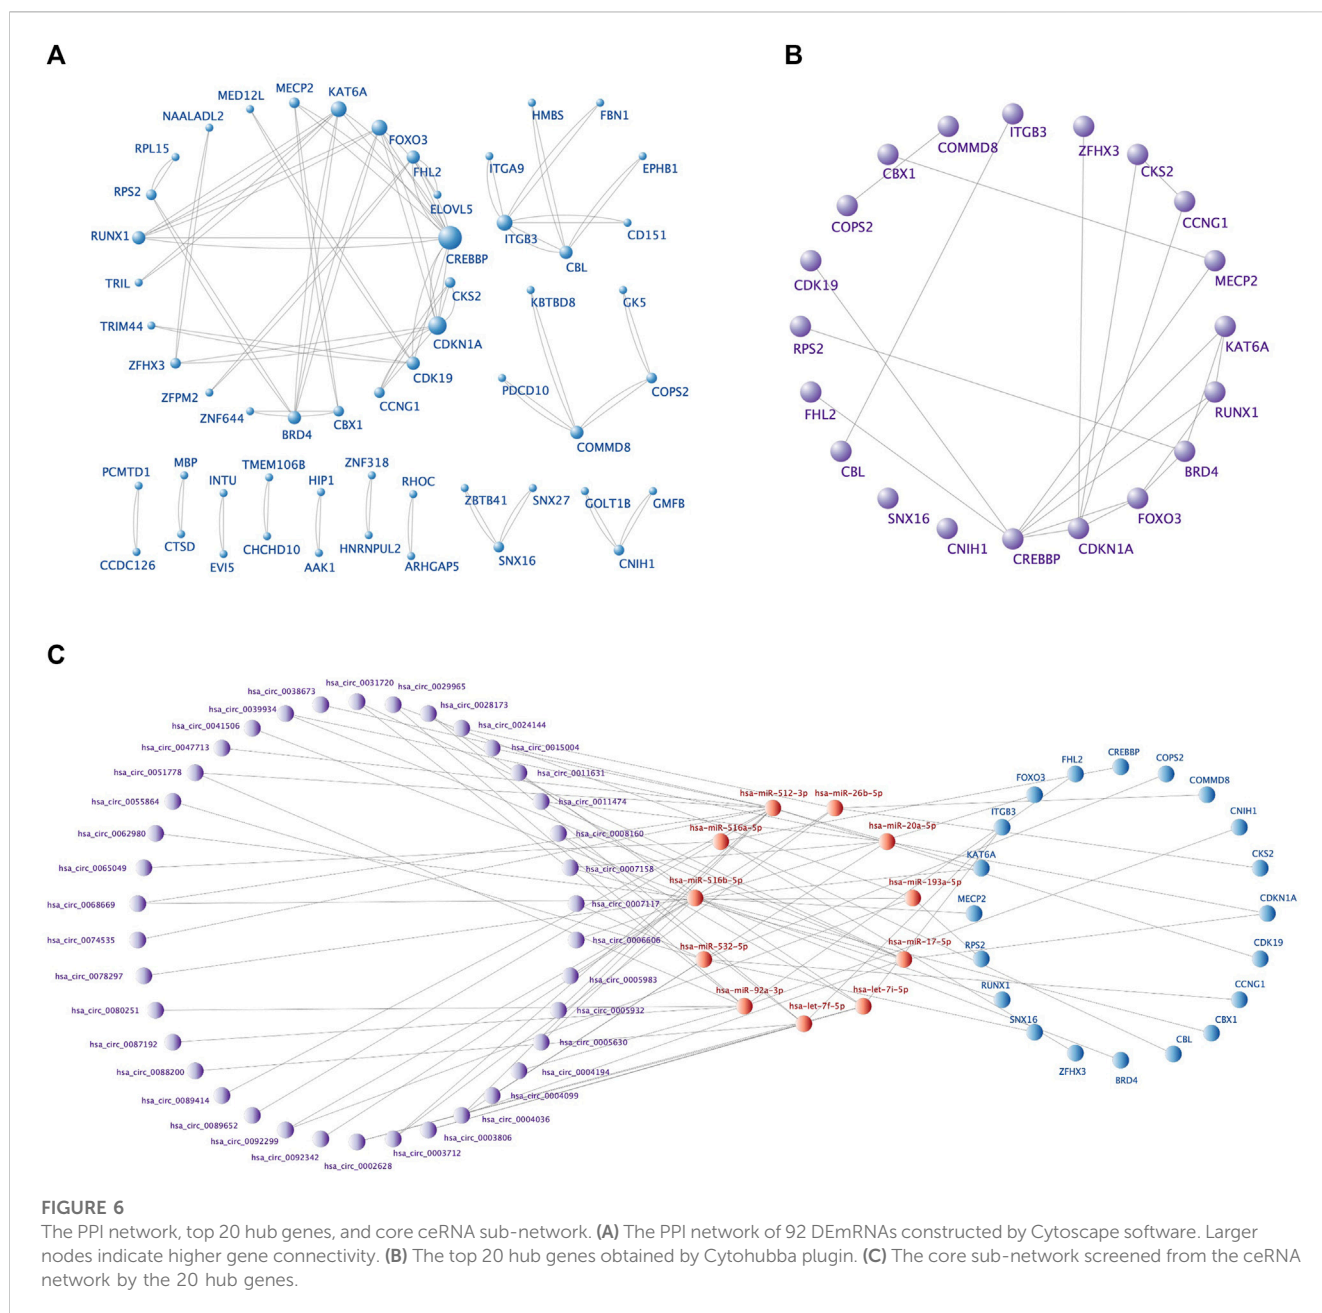 A
MECP2
KAT6A
MED12L
NAALADL2
FOXO3
RPL15
FHL2
RPS2
ELOVL5
RUNX1
CREBBP
TRIL
CKS2
TRIM44
CDKN1A
ZFHX3
CDK19
ZFPM2
CCNG1
ZNF644
CBX1
BRD4
HMBS
FBN1
ITGA9
EPHB1
ITGB3
CD151
CBL
KBTBD8
GK5
PDCD10
COPS2
COMMD8
PCMTD1
MBP
INTU
TMEM106B
HIP1
ZNF318
RHOC
ZBTB41
SNX27
GOLT1B
GMFB
CCDC126
CTSD
EVI5
CHCHD10
AAK1
HNRNPUL2
ARHGAP5
SNX16
CNIH1
B
ITGB3
COMMD8
ZFHX3
CBX1
CKS2
COPS2
CCNG1
CDK19
MECP2
RPS2
KAT6A
FHL2
RUNX1
CBL
BRD4
SNX16
FOXO3
CNIH1
CREBBP
CDKN1A
C
hsa_circ_0031720
hsa_circ_0029965
hsa_circ_0038673
hsa_circ_0028173
hsa_circ_0039934
hsa_circ_0024144
hsa_circ_0041506
hsa_circ_0015004
hsa_circ_0047713
hsa_circ_0011631
hsa_circ_0051778
hsa_circ_0011474
hsa_circ_0055864
hsa_circ_0008160
hsa_circ_0062980
hsa_circ_0007158
hsa_circ_0065049
hsa_circ_0007117
hsa_circ_0068669
hsa_circ_0006606
hsa_circ_0074535
hsa_circ_0005983
hsa_circ_0078297
hsa_circ_0005932
hsa_circ_0080251
hsa_circ_0005630
hsa_circ_0087192
hsa_circ_0004194
hsa_circ_0088200
hsa_circ_0004099
hsa_circ_0089414
hsa_circ_0004036
hsa_circ_0089652
hsa_circ_0003806
hsa_circ_0092299
hsa_circ_0003712
hsa_circ_0092342
hsa_circ_0002628
hsa-miR-512-3p
hsa-miR-26b-5p
hsa-miR-516a-5p
hsa-miR-20a-5p
hsa-miR-516b-5p
hsa-miR-193a-5p
hsa-miR-532-5p
hsa-miR-17-5p
hsa-miR-92a-3p
hsa-let-7i-5p
hsa-let-7f-5p
CREBBP
FHL2
COPS2
FOXO3
COMMD8
ITGB3
CNIH1
KAT6A
CKS2
MECP2
CDKN1A
RPS2
CDK19
RUNX1
CCNG1
SNX16
CBX1
ZFHX3
CBL
BRD4
FIGURE 6
The PPI network, top 20 hub genes, and core ceRNA sub-network. (A) The PPI network of 92 DEmRNAs constructed by Cytoscape software. Larger
nodes indicate higher gene connectivity. (B) The top 20 hub genes obtained by Cytohubba plugin. (C) The core sub-network screened from the ceRNA
network by the 20 hub genes.